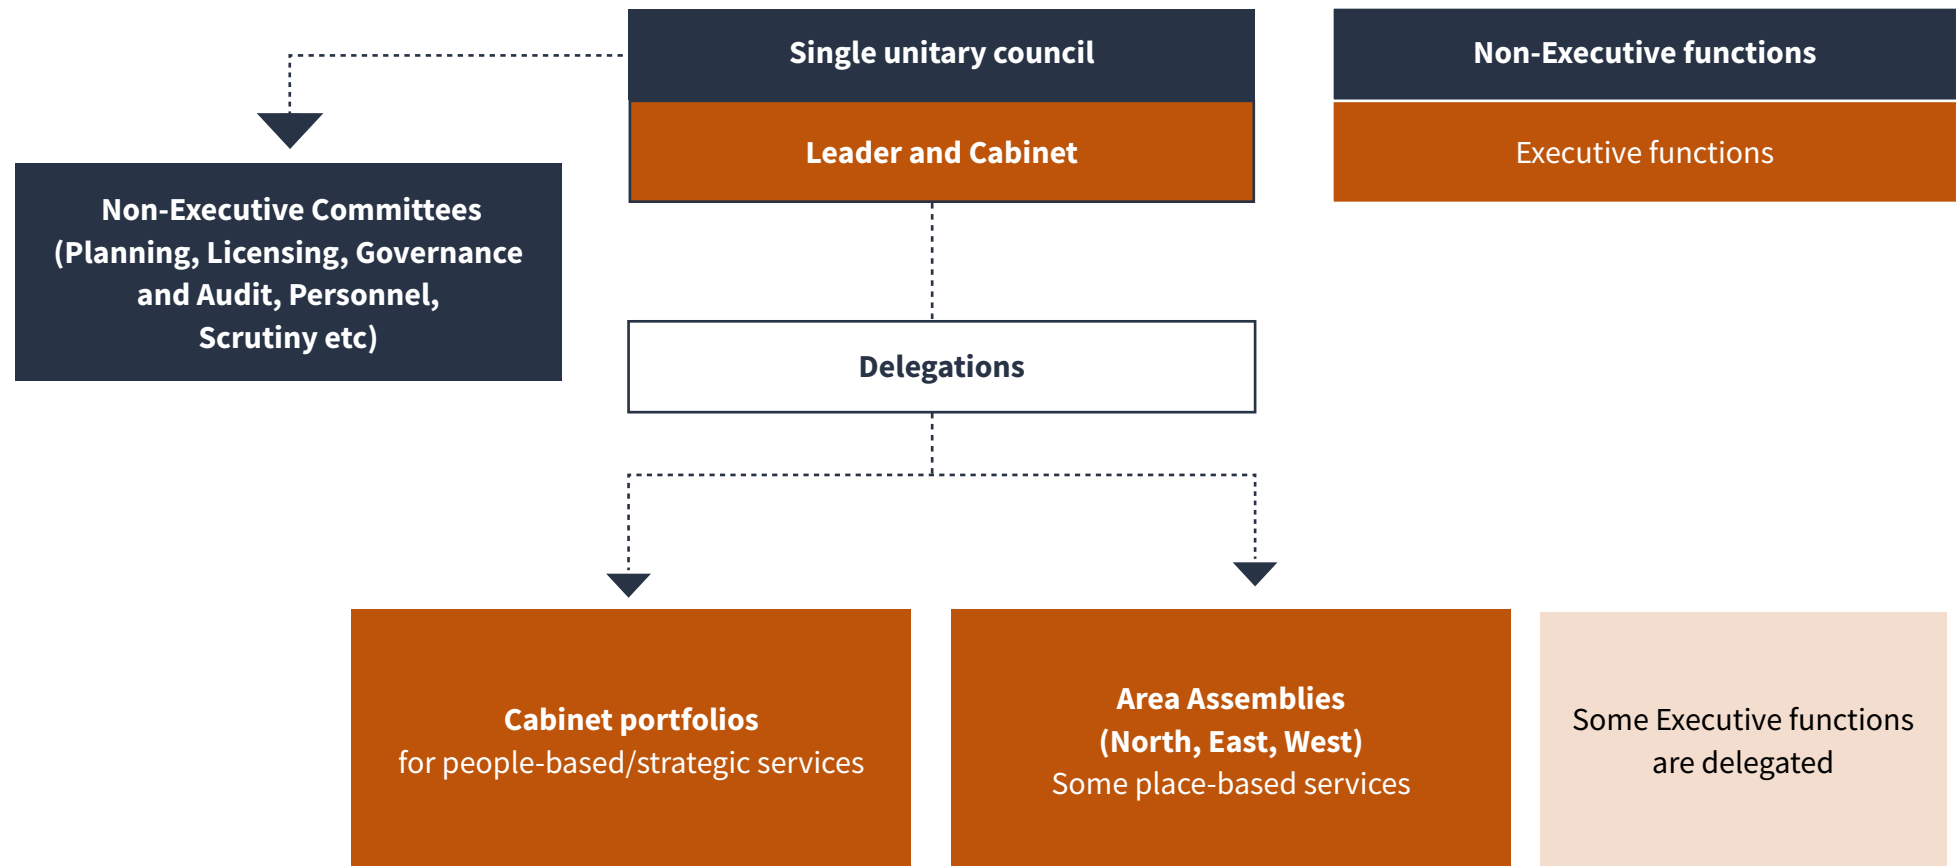 Single unitary council
Non-Executive functions
Leader and Cabinet
Executive functions
Non-Executive Committees
(Planning, Licensing, Governance
and Audit, Personnel,
Scrutiny etc)
Delegations
Cabinet portfolios
for people-based/strategic services
Area Assemblies
(North, East, West)
Some place-based services
Some Executive functions
are delegated